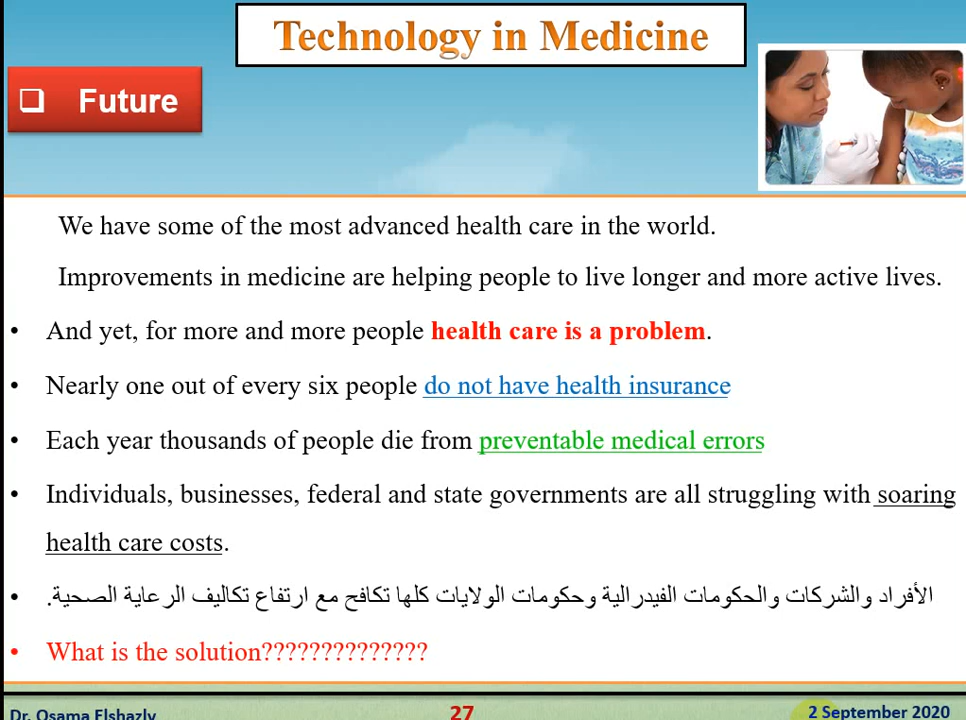 Technology in Medicine
❑ Future
We have some of the most advanced health care in the world.
Improvements in medicine are helping people to live longer and more active lives.
• And yet, for more and more people health care is a problem.
• Nearly one out of every six people do not have health insurance
• Each year thousands of people die from preventable medical errors
• Individuals, businesses, federal and state governments are all struggling with soaring
health care costs.
• الأفراد والشركات والحكومات الفيدرالية وحكومات الولايات كلها تكافح مع ارتفاع تكاليف الرعاية الصحية.
• What is the solution??????????????
Dr. Osama Elshazly
27
2 September 2020